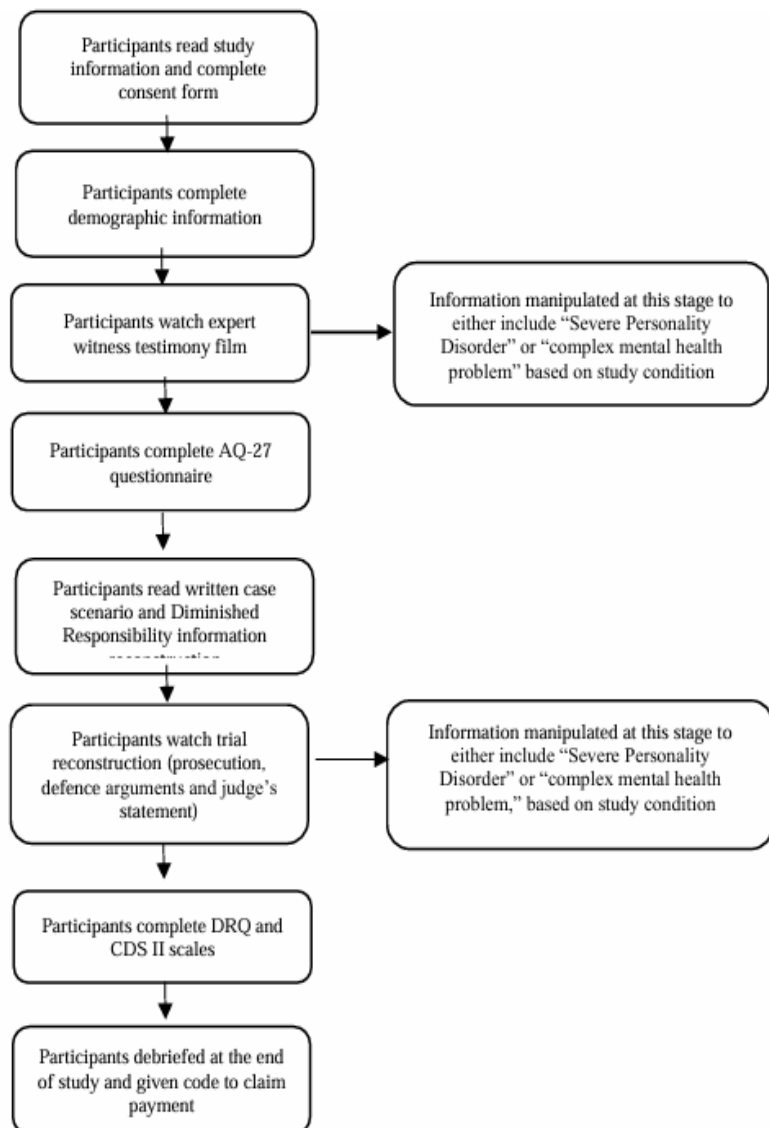 Participants read study
information and complete
consent form
Participants complete
demographic information
Participants watch expert
witness testimony film
Information manipulated at this stage to
either include “Severe Personality
Disorder” or “complex mental health
problem” based on study condition
Participants complete AQ-27
questionnaire
Participants read written case
scenario and Diminished
Responsibility information
Participants watch trial
reconstruction (prosecution,
defence arguments and judge’s
statement)
Information manipulated at this stage to
either include “Severe Personality
Disorder” or “complex mental health
problem,” based on study condition
Participants complete DRQ and
CDS II scales
Participants debriefed at the end
of study and given code to claim
payment